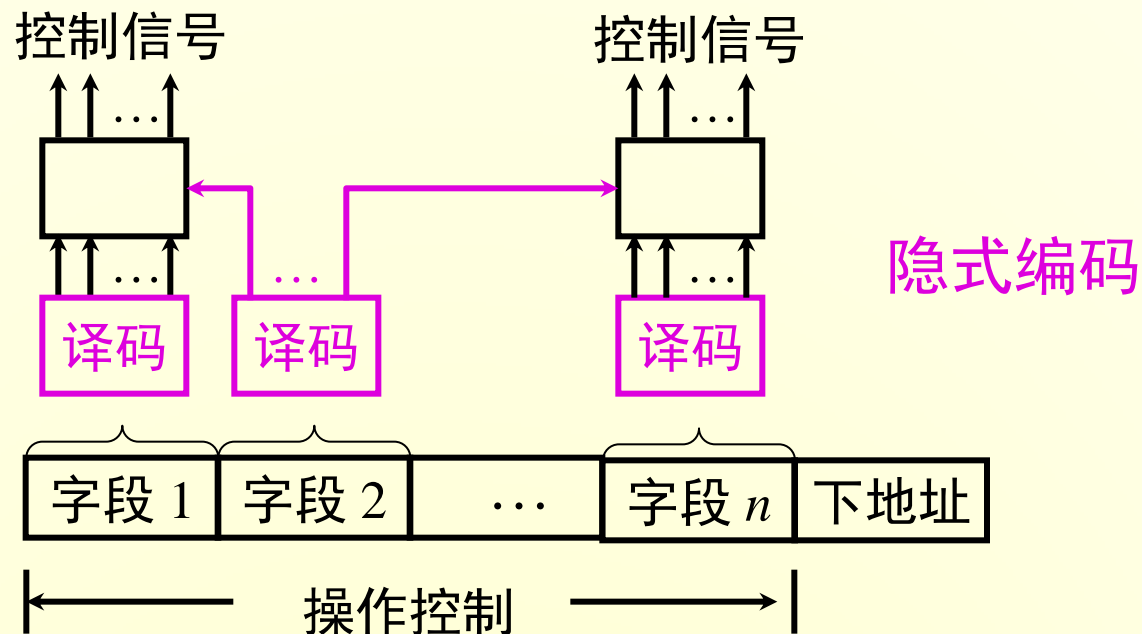 控制信号 控制信号
… …
… … …
隐式编码
译码 译码 译码
字段 1 字段 2 … 字段 n 下地址
操作控制